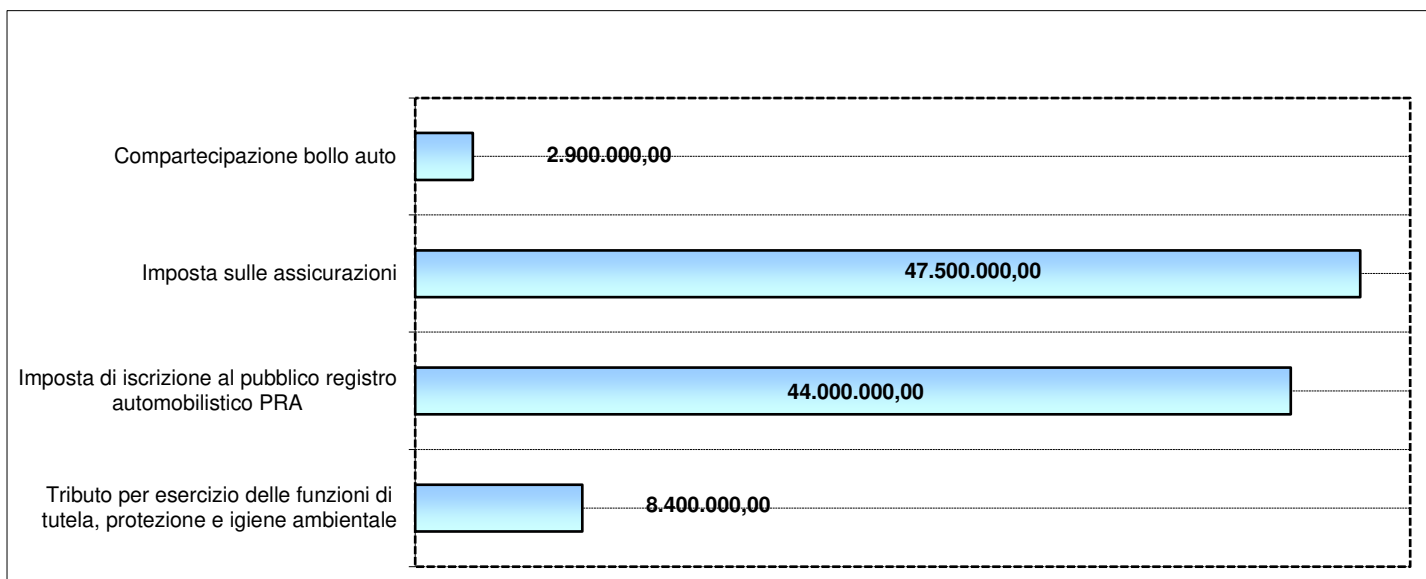 Compartecipazione bollo auto
2.900.000,00
Imposta sulle assicurazioni
47.500.000,00
Imposta di iscrizione al pubblico registro
automobilistico PRA
44.000.000,00
Tributo per esercizio delle funzioni di
tutela, protezione e igiene ambientale
8.400.000,00